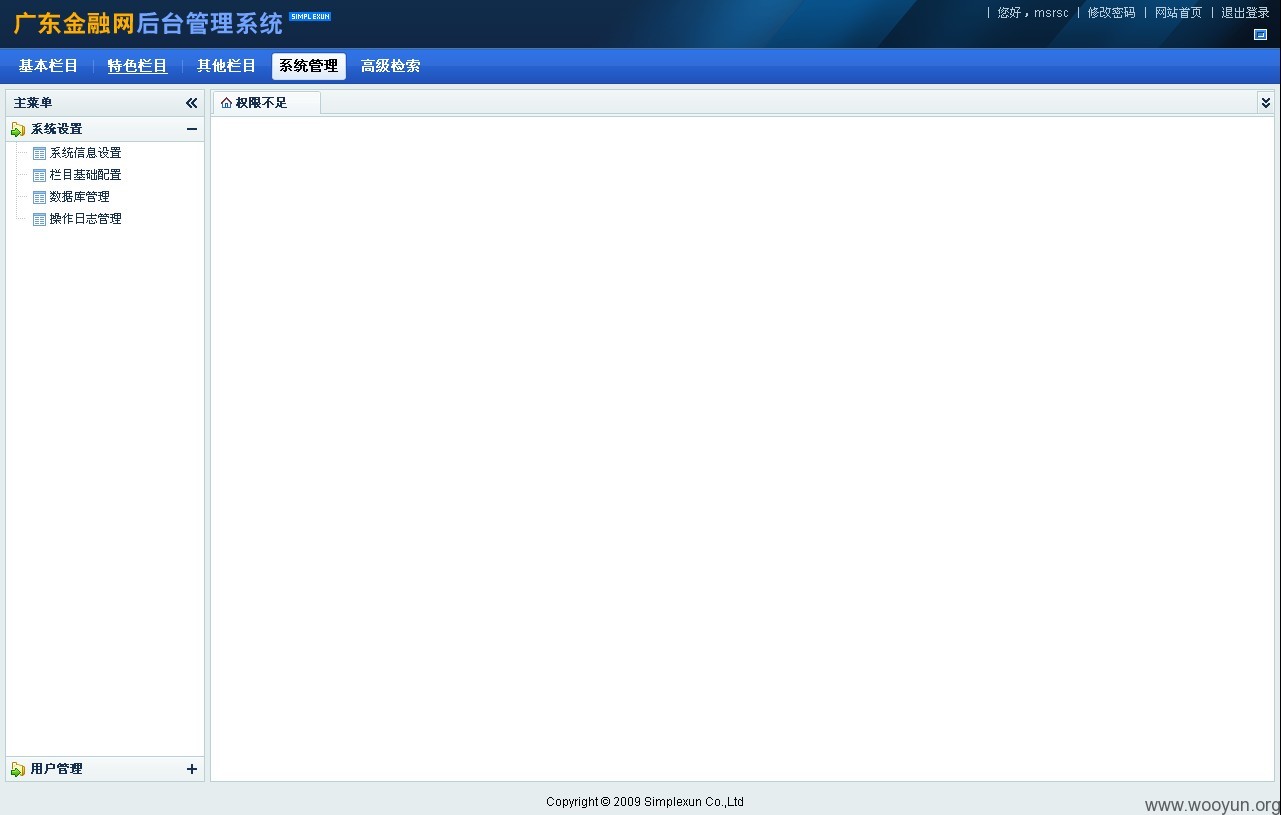 广东金融网后台管理系统 SIMPLEXUN
| 您好，msrsc | 修改密码 | 网站首页 | 退出登录
基本栏目 | 特色栏目 | 其他栏目 系统管理 高级检索
主菜单
权限不足
系统设置
系统信息设置
栏目基础配置
数据库管理
操作日志管理
用户管理
Copyright © 2009 Simplexun Co.,Ltd
www.wooyun.org